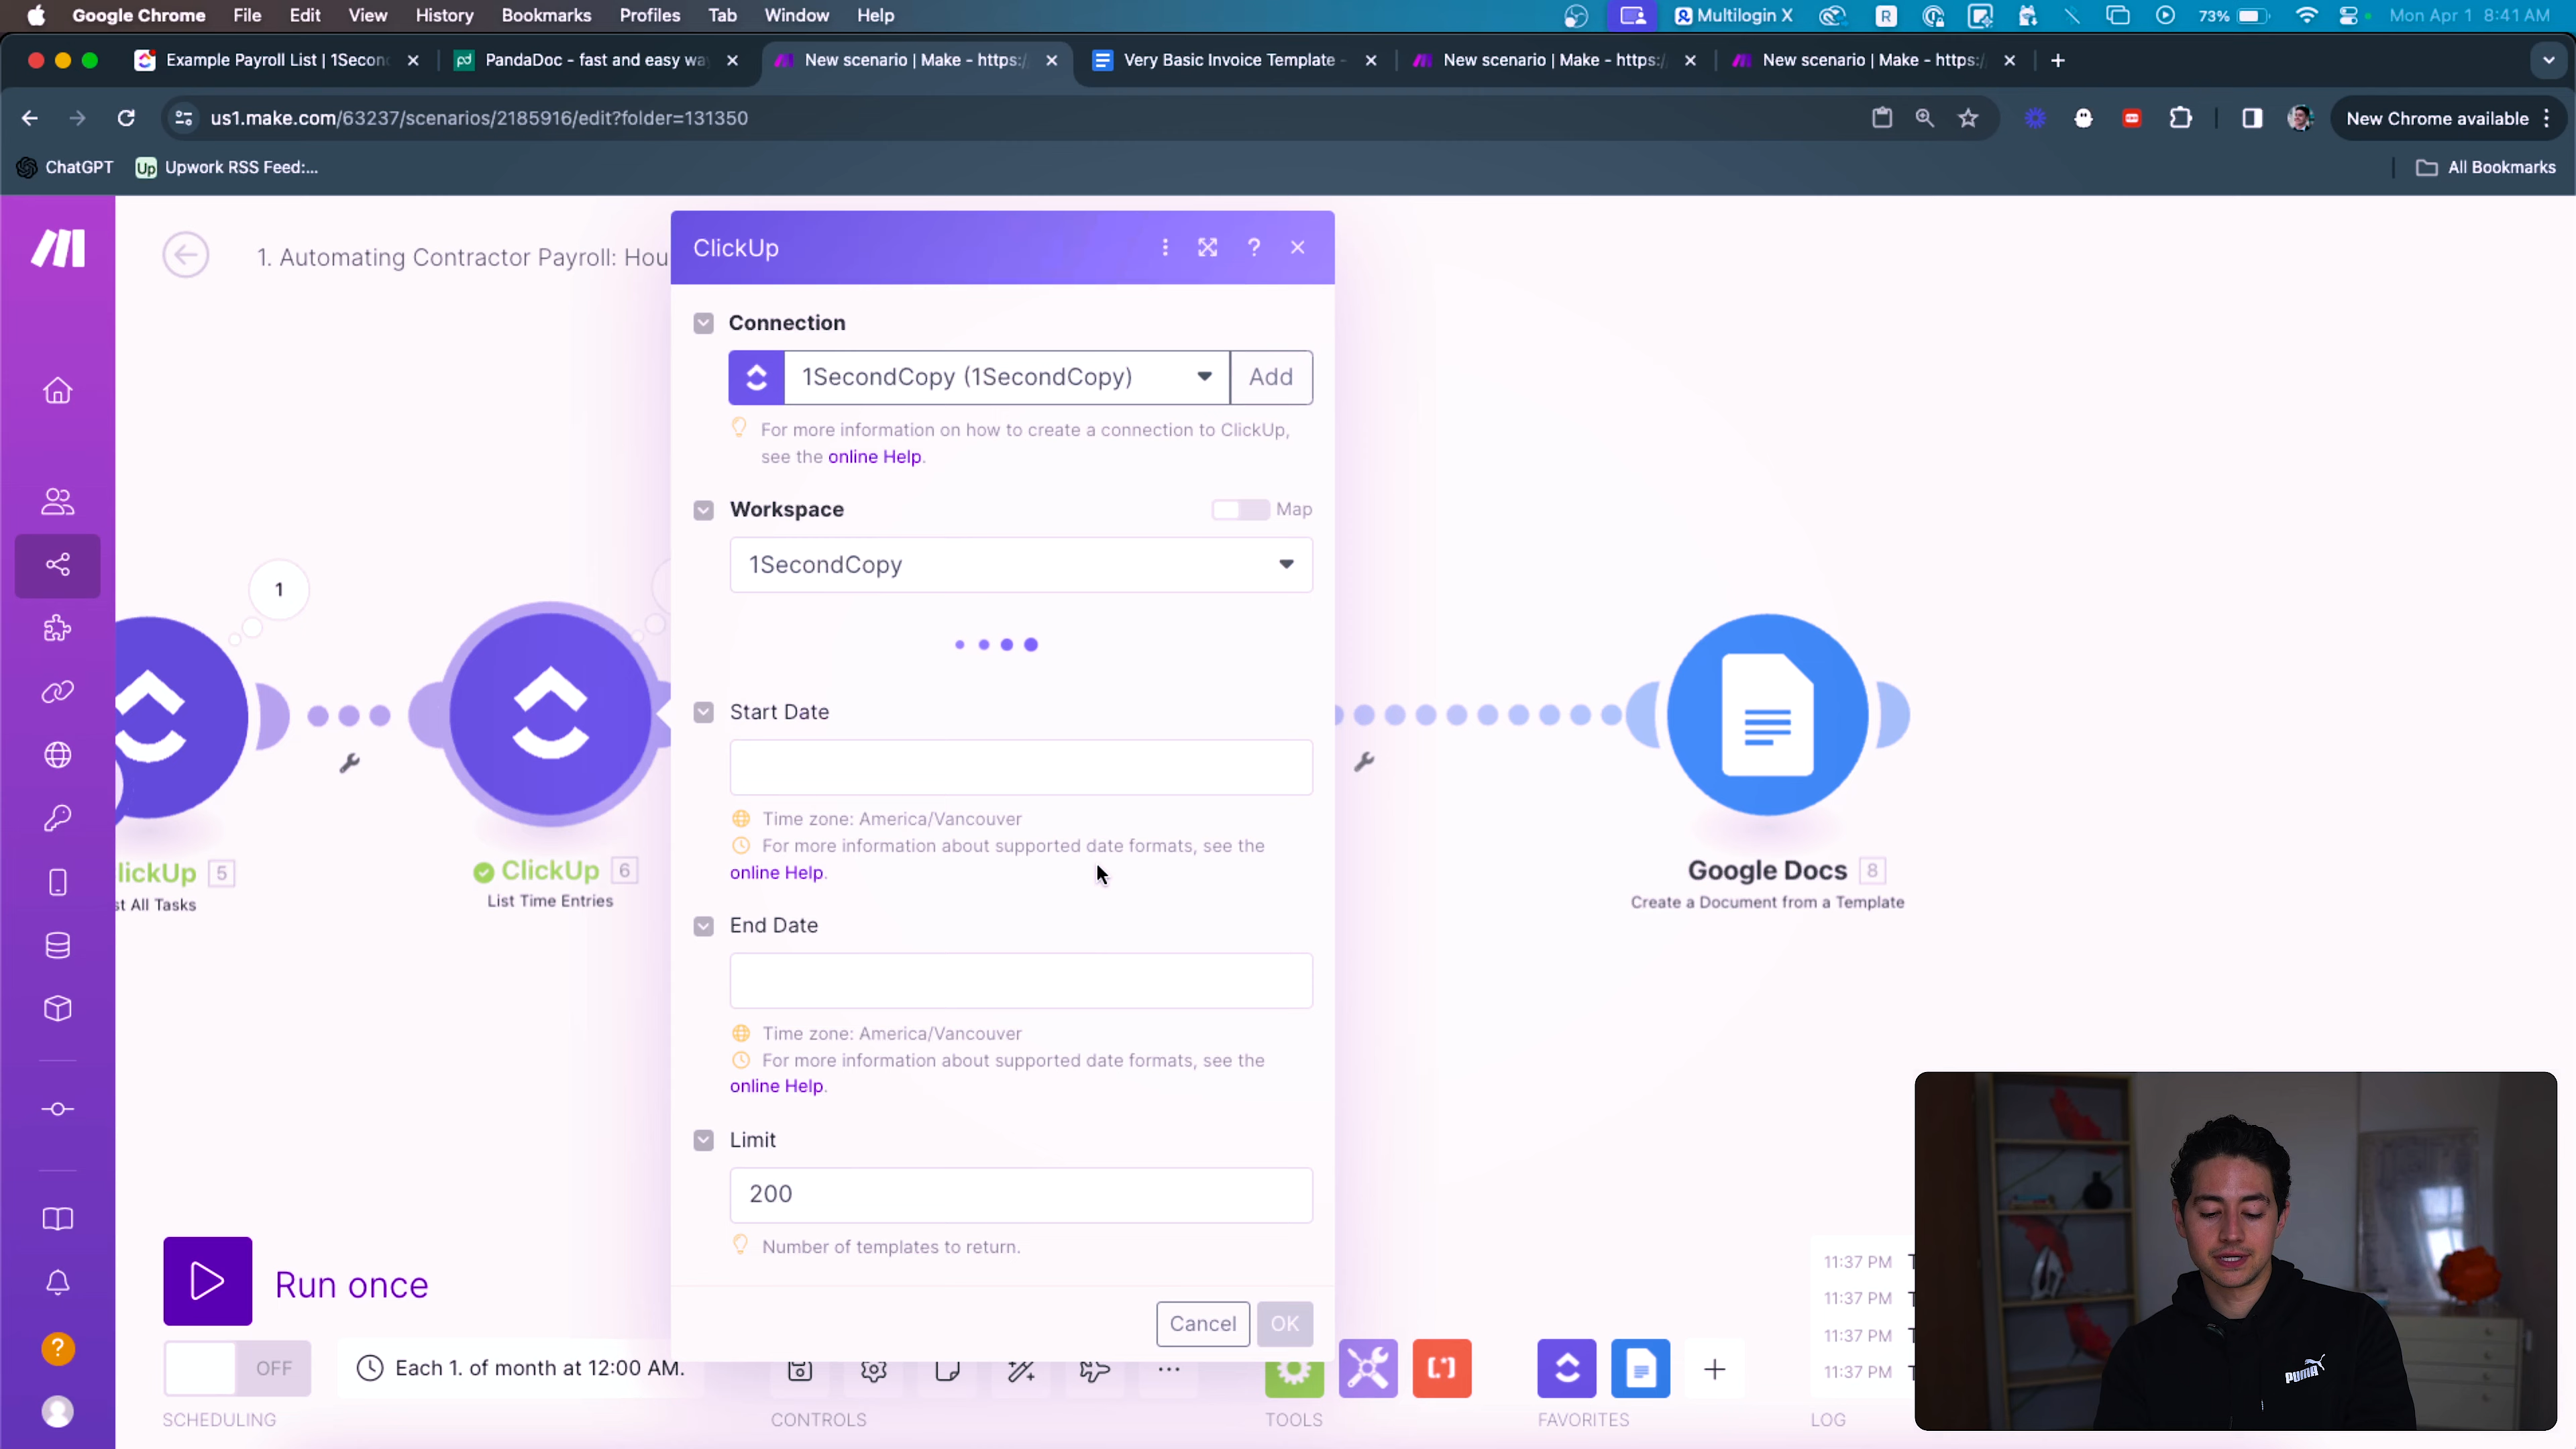 Google Chrome File Edit View History Bookmarks Profiles Tab Window Help
R Multilogin X 73% Mon Apr 1 8:41 AM
Example Payroll List | 1Secon
PandaDoc - fast and easy wa
New scenario | Make - https:/
Very Basic Invoice Template -
New scenario | Make - https:/
New scenario | Make - https:/
us1.make.com/63237/scenarios/2185916/edit?folder=131350
New Chrome available
ChatGPT
Up Upwork RSS Feed:...
All Bookmarks
1. Automating Contractor Payroll: Hou
ClickUp
Connection
1SecondCopy (1SecondCopy)
Add
For more information on how to create a connection to ClickUp,
see the online Help.
Workspace
Map
1SecondCopy
Start Date
Time zone: America/Vancouver
For more information about supported date formats, see the
online Help.
End Date
Time zone: America/Vancouver
For more information about supported date formats, see the
online Help.
Limit
200
Number of templates to return.
Cancel
OK
1
lickUp 5
st All Tasks
ClickUp 6
List Time Entries
Google Docs 8
Create a Document from a Template
Run once
OFF
Each 1. of month at 12:00 AM.
SCHEDULING
CONTROLS
TOOLS
FAVORITES
LOG
11:37 PM
11:37 PM
11:37 PM
11:37 PM
PUMA